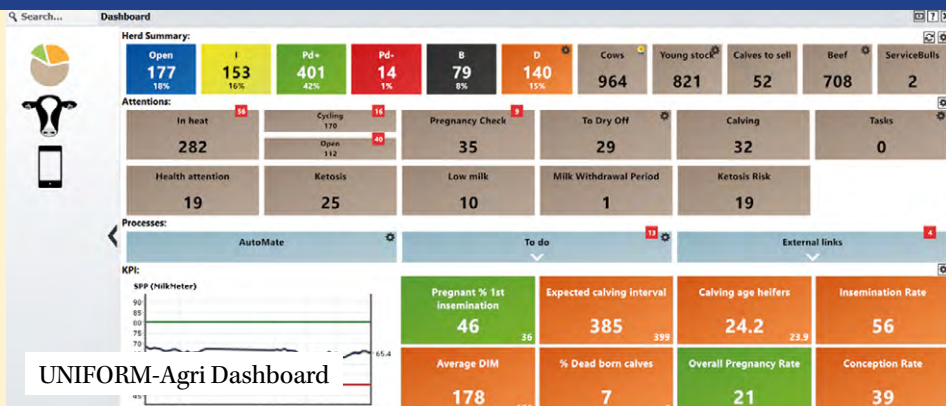 Search...
Dashboard
Herd Summary:
Open I Pd+ Pd- B D Cows Young stock Calves to sell Beef ServiceBulls
177 153 401 14 79 140 964 821 52 708 2
18% 16% 42% 1% 8% 15%
Attentions:
In heat 56 Cycling 16 Pregnancy Check 9 To Dry Off Calving Tasks
170
282 Open 40 35 29 32 0
112
Health attention Ketosis Low milk Milk Withdrawal Period Ketosis Risk
19 25 10 1 19
Processes:
AutoMate To do 13 External links 4
KPI:
SPP (MilkMeter)
90
85
80
75
70
65.4
45
Pregnant % 1st insemination
46 36
Expected calving interval
385 399
Calving age heifers
24.2 23.9
Insemination Rate
56
Average DIM
178
% Dead born calves
7
Overall Pregnancy Rate
21
Conception Rate
39
UNIFORM-Agri Dashboard